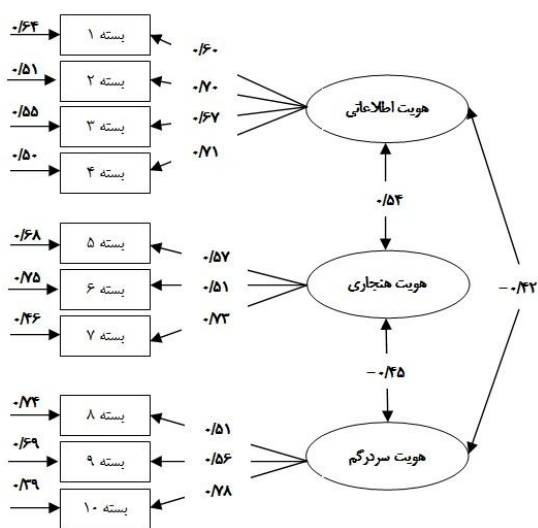 ۰/۶۴
بسته ۱
۰/۶۰
۰/۵۱
بسته ۲
۰/۷۰
هویت اطلاعاتی
۰/۵۵
بسته ۳
۰/۶۷
۰/۵۰
بسته ۴
۰/۷۱
۰/۵۴
۰/۶۸
بسته ۵
۰/۵۷
۰/۷۵
بسته ۶
۰/۵۱
هویت هنجاری
-۰/۴۲
۰/۴۶
بسته ۷
۰/۷۳
-۰/۴۵
۰/۷۴
بسته ۸
۰/۵۱
۰/۶۹
بسته ۹
۰/۵۶
هویت سردرگم
۰/۳۹
بسته ۱۰
۰/۷۸